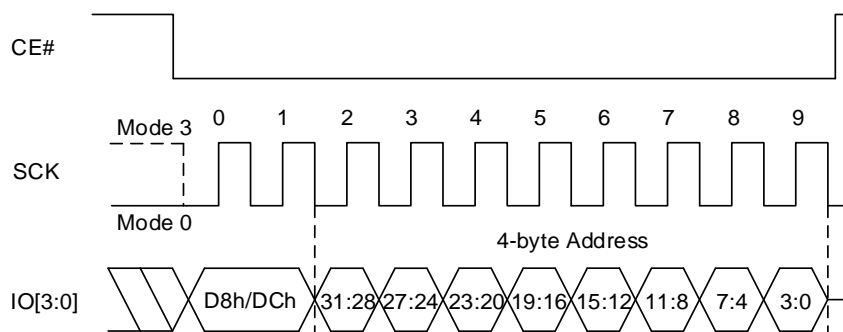 CE#
0 1 2 3 4 5 6 7 8 9
Mode 3
SCK
Mode 0
4-byte Address
IO[3:0] D8h/DCh 31:28 27:24 23:20 19:16 15:12 11:8 7:4 3:0